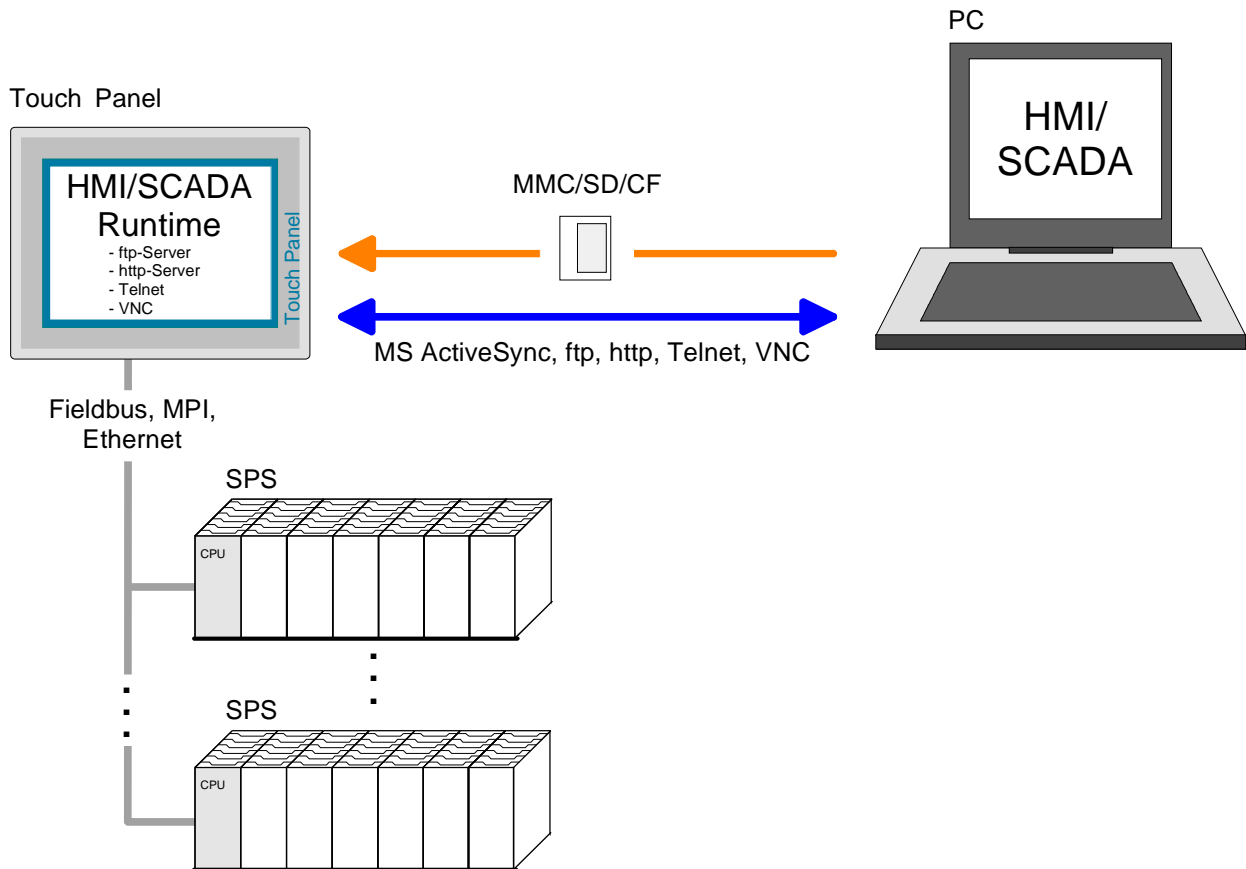 PC
Touch Panel
HMI/
SCADA
HMI/SCADA
Runtime
- ftp-Server
- http-Server
- Telnet
- VNC
Touch Panel
MMC/SD/CF
MS ActiveSync, ftp, http, Telnet, VNC
Fieldbus, MPI,
Ethernet
SPS
CPU
SPS
CPU